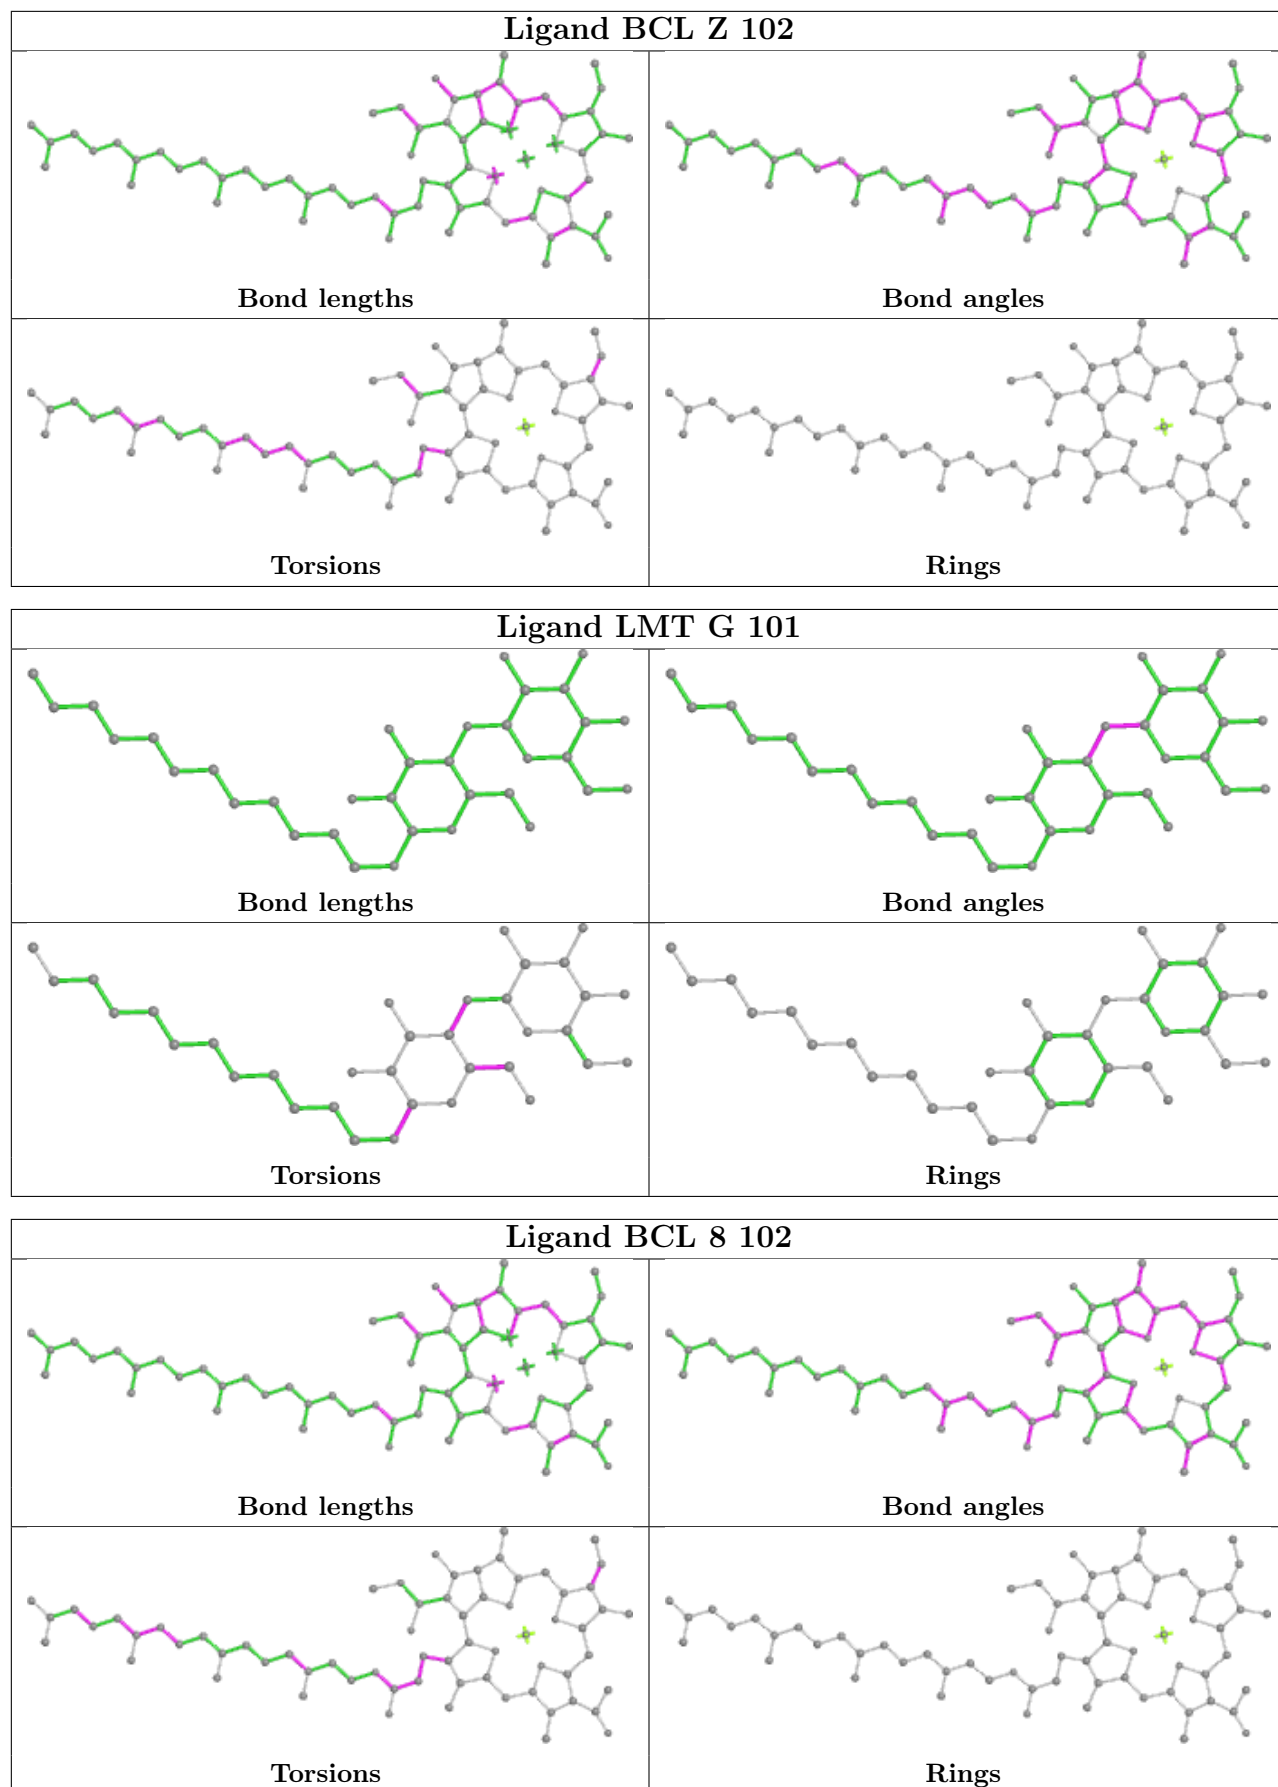 Ligand BCL Z 102
Bond lengths
Bond angles
Torsions
Rings
Ligand LMT G 101
Bond lengths
Bond angles
Torsions
Rings
Ligand BCL 8 102
Bond lengths
Bond angles
Torsions
Rings